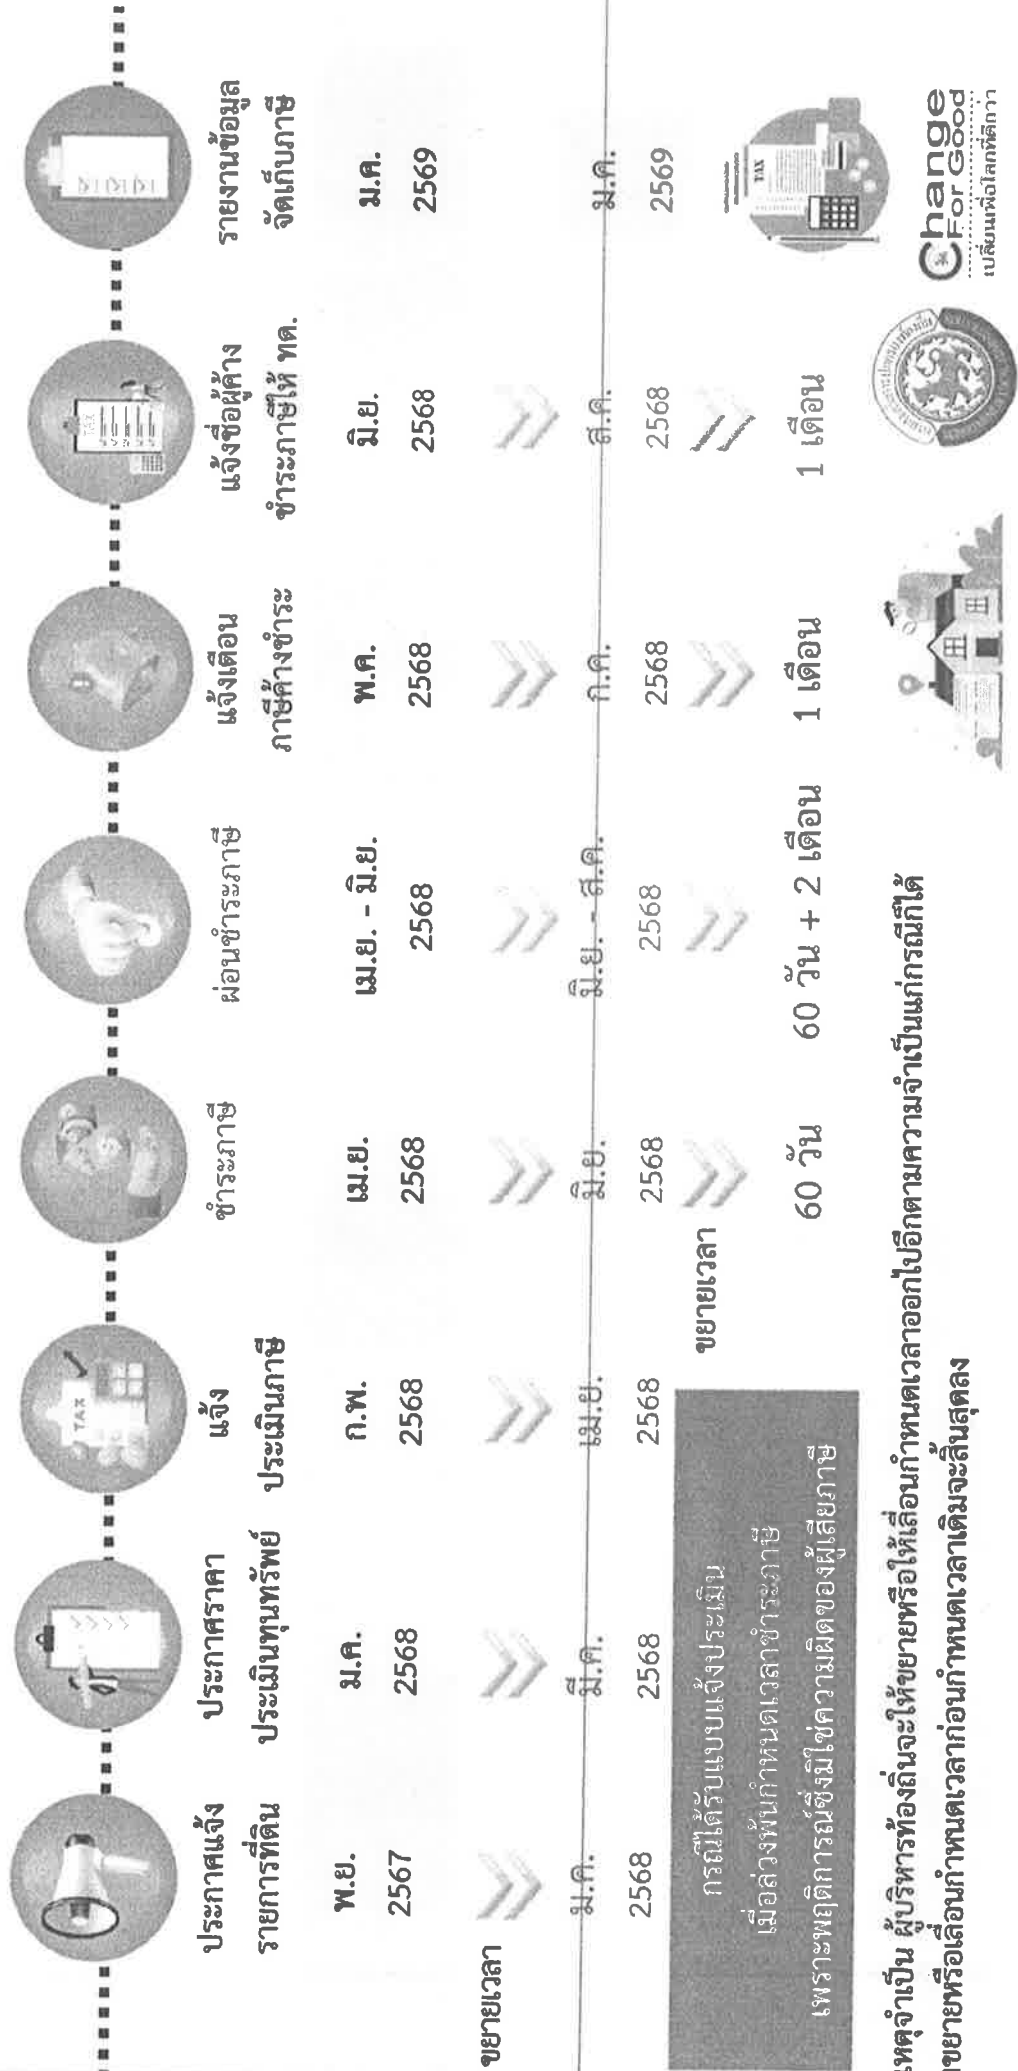 ประกาศแจ้ง
รายการที่ดิน
ประกาศราคา
ประเมินทุนทรัพย์
แจ้ง
ประเมินภาษี
ชำระภาษี
ผ่อนชำระภาษี
แจ้งเตือน
ภาษีค้างชำระ
แจ้งชื่อผู้ค้าง
ชำระภาษีให้ ทด.
รายงานข้อมูล
จัดเก็บภาษี
พ.ย.
2567
ม.ค.
2568
ก.พ.
2568
เม.ย.
2568
เม.ย. - มิ.ย.
2568
พ.ค.
2568
มิ.ย.
2568
ม.ค.
2569
ขยายเวลา
ม.ค.
2568
มี.ค.
2568
เม.ย.
2568
มิ.ย.
2568
มิ.ย. - ส.ค.
2568
ก.ค.
2568
ส.ค.
2568
ม.ค.
2569
กรณีได้รับแบบแจ้งประเมิน
เมื่อล่วงพ้นกำหนดเวลาชำระภาษี
เพราะพฤติการณ์ซึ่งมิใช่ความผิดของผู้เสียภาษี
ขยายเวลา
60 วัน
60 วัน + 2 เดือน
1 เดือน
1 เดือน
เหตุจำเป็น ผู้บริหารท้องถิ่นจะให้ขยายหรือให้เลื่อนกำหนดเวลาออกไปอีกตามความจำเป็นแก่กรณีก็ได้
ขยายหรือเลื่อนกำหนดเวลาก่อนกำหนดเวลาเดิมจะสิ้นสุดลง
TAX
TAX
TAX
Change
For Good
เปลี่ยนเพื่อโลกที่ดีกว่า